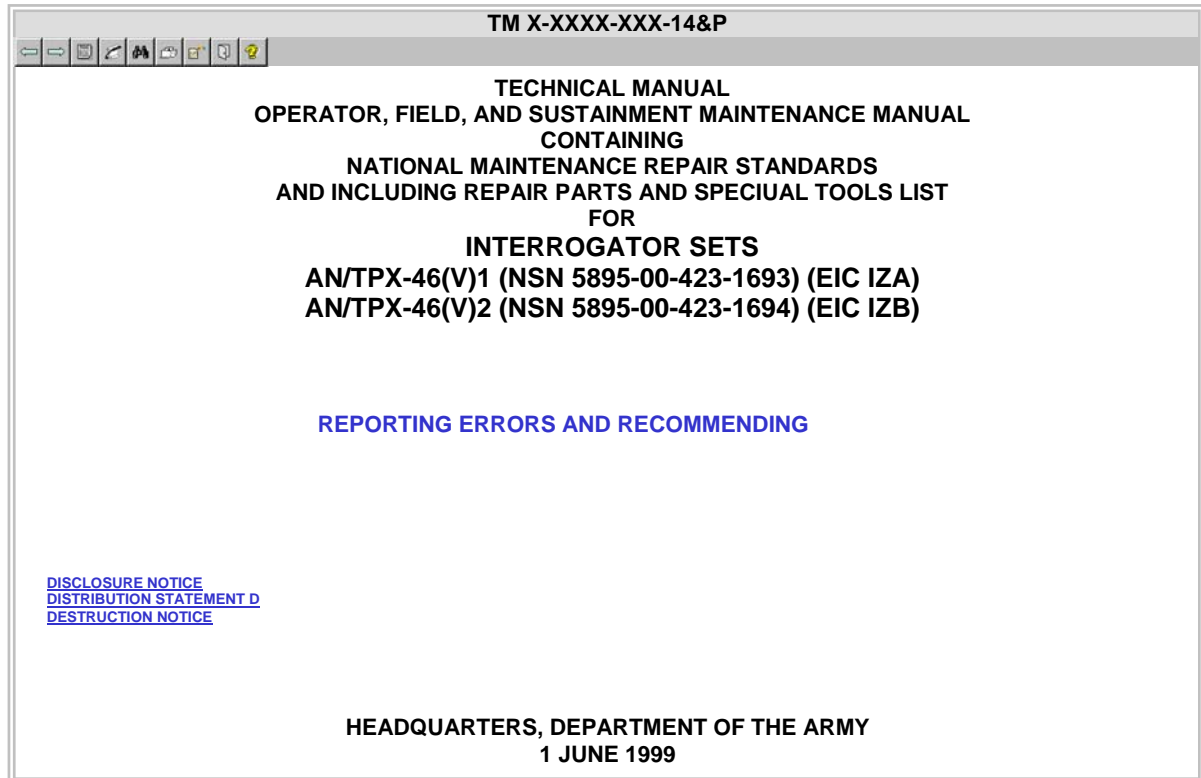 TM X-XXXX-XXX-14&P
TECHNICAL MANUAL
OPERATOR, FIELD, AND SUSTAINMENT MAINTENANCE MANUAL
CONTAINING
NATIONAL MAINTENANCE REPAIR STANDARDS
AND INCLUDING REPAIR PARTS AND SPECIUAL TOOLS LIST
FOR
INTERROGATOR SETS
AN/TPX-46(V)1 (NSN 5895-00-423-1693) (EIC IZA)
AN/TPX-46(V)2 (NSN 5895-00-423-1694) (EIC IZB)
REPORTING ERRORS AND RECOMMENDING
DISCLOSURE NOTICE
DISTRIBUTION STATEMENT D
DESTRUCTION NOTICE
HEADQUARTERS, DEPARTMENT OF THE ARMY
1 JUNE 1999